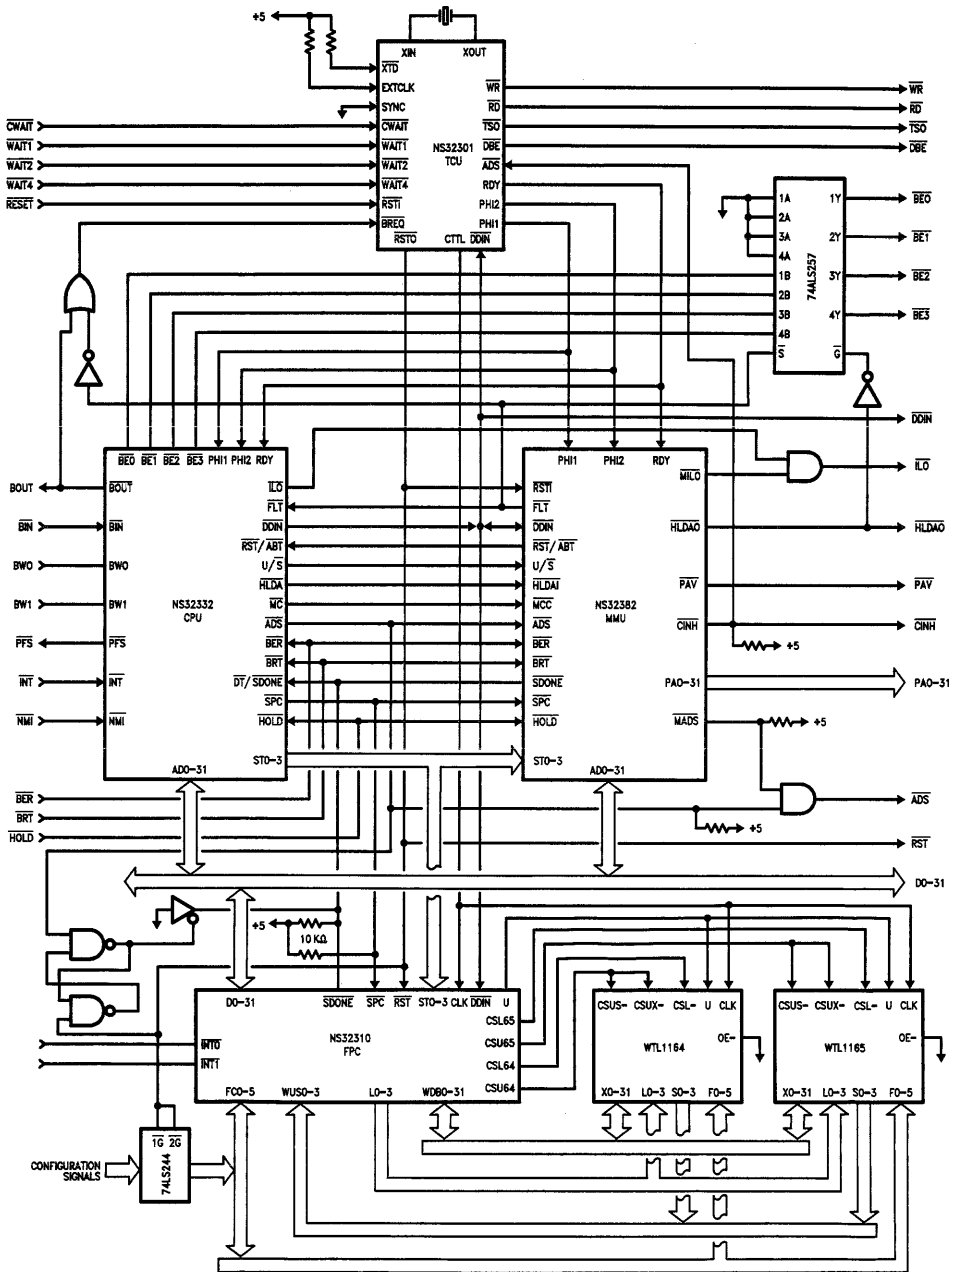 +5
XIN XOUT
XTD
EXTCLK
SYNC
CWAIT CWAIT
WAIT1 WAIT1
WAIT2 WAIT2
WAIT4 WAIT4
RESET RSTI
BREQ
RSTO CTTL DDIN
NS32301
TCU
WR WR
RD RD
TSO TSO
DBE DBE
ADS
RDY
PHI2
PHI1
1A
2A
3A
4A
1B
2B
3B
4B
S
74ALS257
1Y BE0
2Y BE1
3Y BE2
4Y BE3
G
DDIN
BE0 BE1 BE2 BE3 PHI1 PHI2 RDY
BOUT BOUT
BIN BIN
BW0 BW0
BW1 BW1
PFS PFS
INT INT
NMI NMI
NS32332
CPU
ILO
FLT
DDIN
RST/ABT
U/S
HLDA
MC
ADS
BER
BRT
DT/SDONE
SPC
HOLD
ST0-3
AD0-31
PHI1 PHI2 RDY
RSTI
FLT
DDIN
RST/ABT
U/S
HLDAI
MCC
ADS
BER
BRT
SDONE
SPC
HOLD
ST0-3
AD0-31
NS32382
MMU
MILO ILO
HLDAO HLDAO
PAV PAV
CINH CINH
+5
PA0-31 PA0-31
MADS
+5
ADS
+5
RST
D0-31
BER
BRT
HOLD
+5
10 KΩ
D0-31 SDONE SPC RST ST0-3 CLK DDIN U
NS32310
FPC
INT0
INT1
CSL65
CSU65
CSL64
CSU64
FC0-5 WUS0-3 L0-3 WDB0-31
CSUS- CSUX- CSL- U CLK
OE-
WTL1164
X0-31 L0-3 S0-3 F0-5
CSUS- CSUX- CSL- U CLK
OE-
WTL1165
X0-31 L0-3 S0-3 F0-5
1G 2G
74LS244
CONFIGURATION
SIGNALS